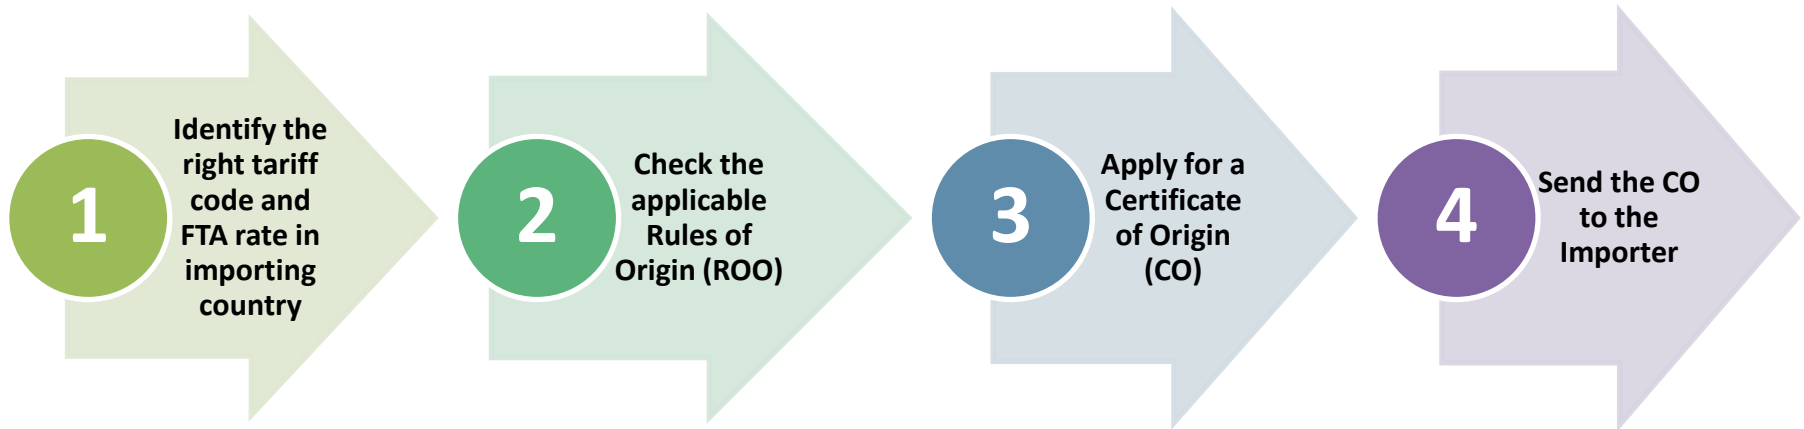 1
Identify the
right tariff
code and
FTA rate in
importing
country
2
Check the
applicable
Rules of
Origin (ROO)
3
Apply for a
Certificate
of Origin
(CO)
4
Send the CO
to the
Importer